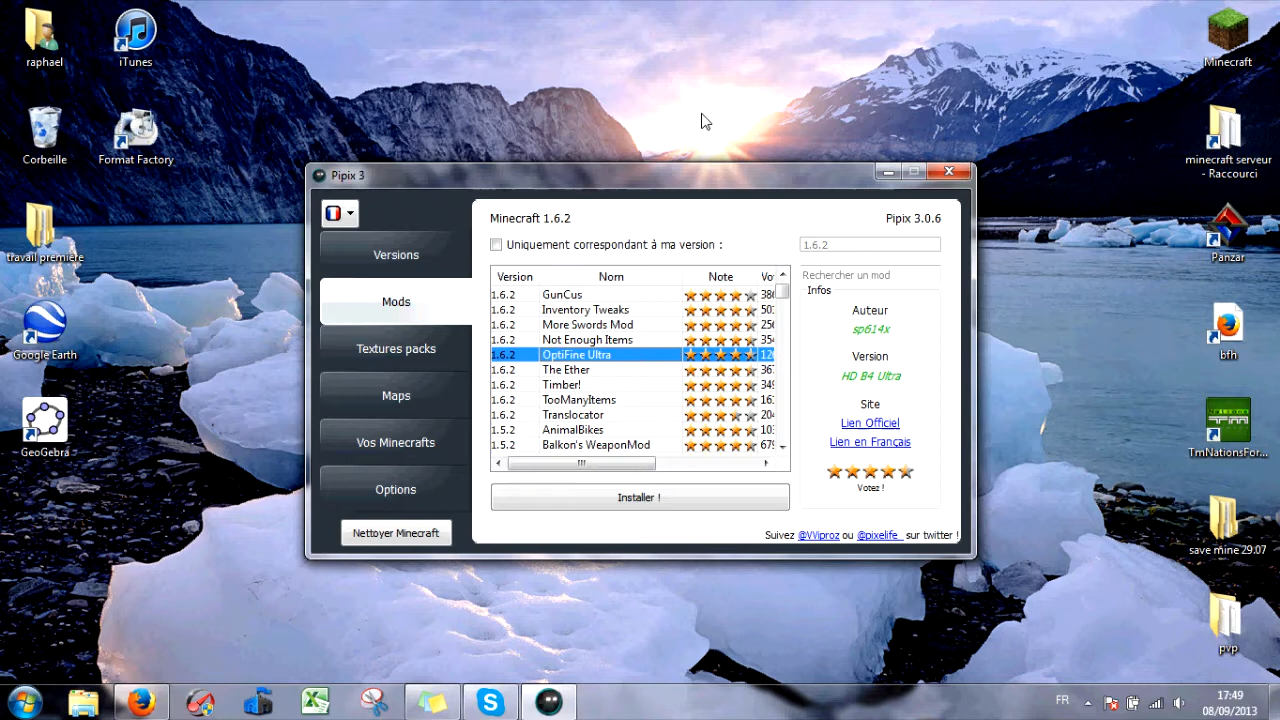 raphael
iTunes
Minecraft
Corbeille
Format Factory
minecraft serveur
- Raccourci
travail première
Panzar
Google Earth
bfh
GeoGebra
TmNationsFor...
save mine 29.07
pvp
Pipix 3
Versions
Mods
Textures packs
Maps
Vos Minecrafts
Options
Nettoyer Minecraft
Minecraft 1.6.2
Pipix 3.0.6
Uniquement correspondant à ma version :
1.6.2
Version Nom Note
1.6.2 GunCus
1.6.2 Inventory Tweaks
1.6.2 More Swords Mod
1.6.2 Not Enough Items
1.6.2 OptiFine Ultra
1.6.2 The Ether
1.6.2 Timber!
1.6.2 TooManyItems
1.6.2 Translocator
1.5.2 AnimalBikes
1.5.2 Balkon's WeaponMod
Installer !
Rechercher un mod
Infos
Auteur
sp614x
Version
HD B4 Ultra
Site
Lien Officiel
Lien en Français
Votez !
Suivez @VViproz ou @pixelife_ sur twitter !
FR
17:49
08/09/2013